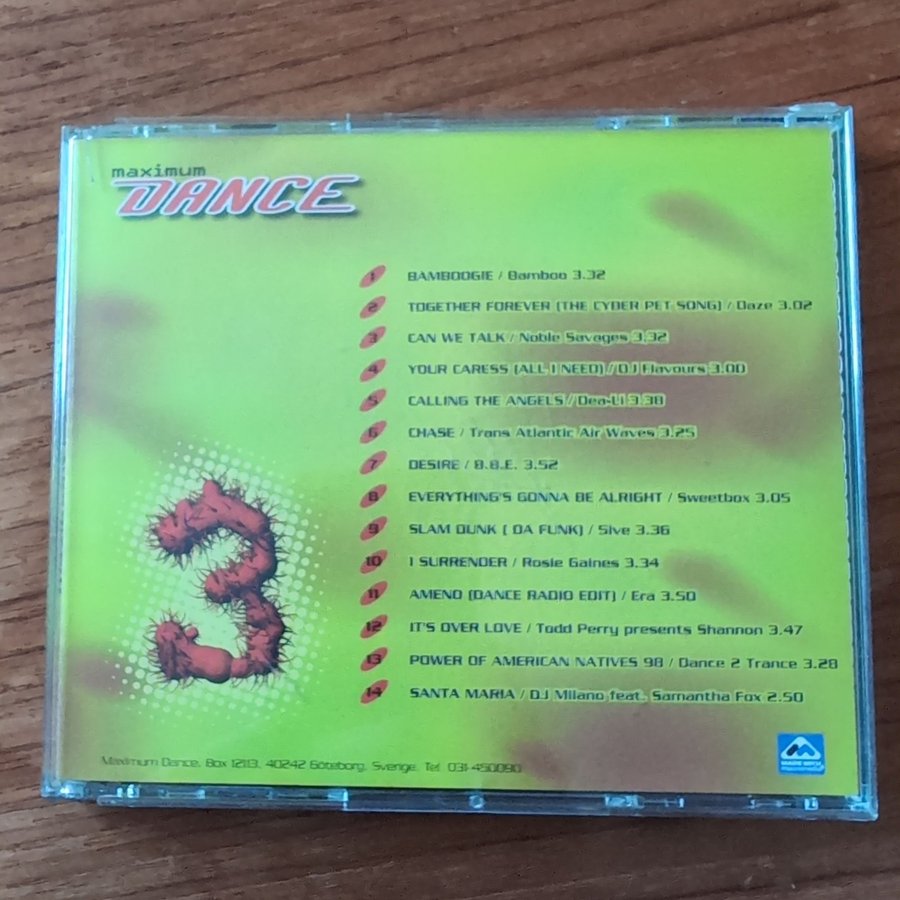 maximum
DANCE
1 BAMBOOGIE / Bamboo 3.32
2 TOGETHER FOREVER (THE CYBER PET SONG) / Daze 3.02
3 CAN WE TALK / Noble Savages 3.32
4 YOUR CARESS (ALL I NEED) / DJ Flavours 3.00
5 CALLING THE ANGELS / Dea-Li 3.38
6 CHASE / Trans Atlantic Air Waves 3.25
7 DESIRE / B.B.E. 3.52
8 EVERYTHING'S GONNA BE ALRIGHT / Sweetbox 3.05
9 SLAM DUNK ( DA FUNK) / 5ive 3.36
10 I SURRENDER / Rosie Gaines 3.34
11 AMENO (DANCE RADIO EDIT) / Era 3.50
12 IT'S OVER LOVE / Todd Perry presents Shannon 3.47
13 POWER OF AMERICAN NATIVES 98 / Dance 2 Trance 3.28
14 SANTA MARIA / DJ Milano feat. Samantha Fox 2.50
3
Maximum Dance, Box 12113, 40242 Göteborg, Sverige. Tel. 031-450090